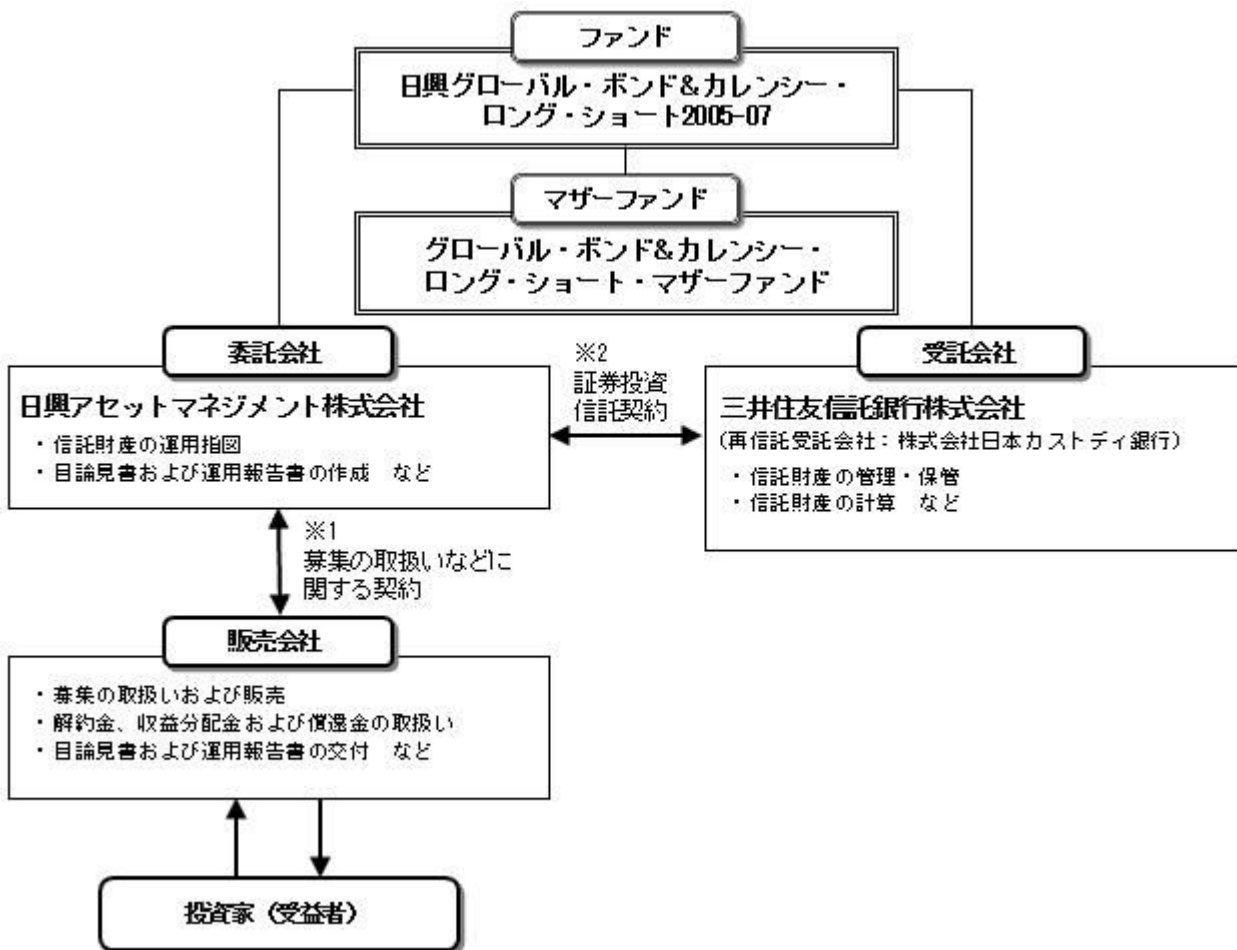 ファンド
日興グローバル・ボンド&カレンシー・
ロング・ショート2005-07
マザーファンド
グローバル・ボンド&カレンシー・
ロング・ショート・マザーファンド
委託会社
日興アセットマネジメント株式会社
・信託財産の運用指図
・目論見書および運用報告書の作成　など
※2
証券投資
信託契約
受託会社
三井住友信託銀行株式会社
(再信託受託会社：株式会社日本カストディ銀行)
・信託財産の管理・保管
・信託財産の計算　など
※1
募集の取扱いなどに
関する契約
販売会社
・募集の取扱いおよび販売
・解約金、収益分配金および償還金の取扱い
・目論見書および運用報告書の交付　など
投資家（受益者）